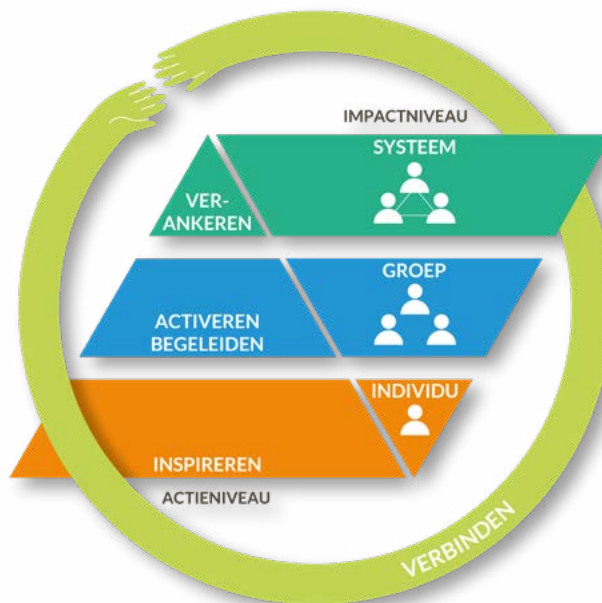 IMPACTNIVEAU
SYSTEEM
VER-
ANKEREN
GROEP
ACTIVEREN
BEGELEIDEN
INDIVIDU
INSPIREREN
ACTIENIVEAU
VERBINDEN